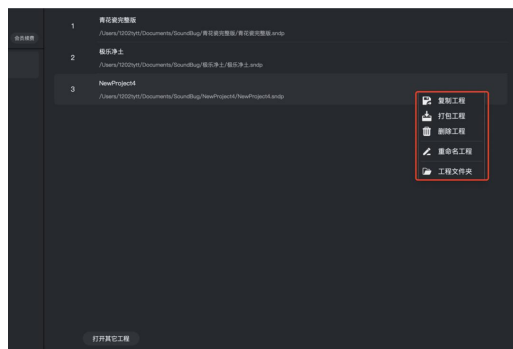 会员续费
1
青花瓷完整版
/Users/1202tytt/Documents/SoundBug/青花瓷完整版/青花瓷完整版.sndp
2
极乐净土
/Users/1202tytt/Documents/SoundBug/极乐净土/极乐净土.sndp
3
NewProject4
/Users/1202tytt/Documents/SoundBug/NewProject4/NewProject4.sndp
复制工程
打包工程
删除工程
重命名工程
工程文件夹
打开其它工程